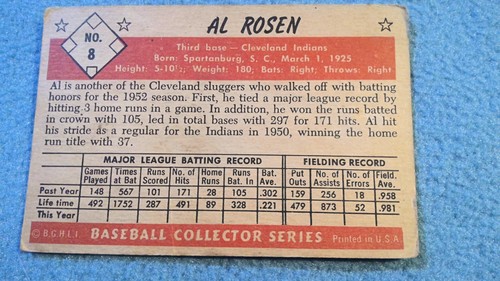 AL ROSEN
NO. 8
Third base — Cleveland Indians
Born: Spartanburg, S. C., March 1, 1925
Height: 5-10½; Weight: 180; Bats: Right; Throws: Right
Al is another of the Cleveland sluggers who walked off with batting
honors for the 1952 season. First, he tied a major league record by
hitting 3 home runs in a game. In addition, he won the runs batted
in crown with 105, led in total bases with 297 for 171 hits. Al hit
his stride as a regular for the Indians in 1950, winning the home
run title with 37.
MAJOR LEAGUE BATTING RECORD FIELDING RECORD
Games Played Times at Bat Runs Scored No. of Hits Home Runs Runs Bat. In Bat. Ave. Put Outs No. of Assists No. of Errors Field. Ave.
Past Year 148 567 101 171 28 105 .302 159 256 18 .958
Life time 492 1752 287 491 89 328 .221 479 873 52 .981
This Year
© B.G.H.L.I. BASEBALL COLLECTOR SERIES Printed in U.S.A.